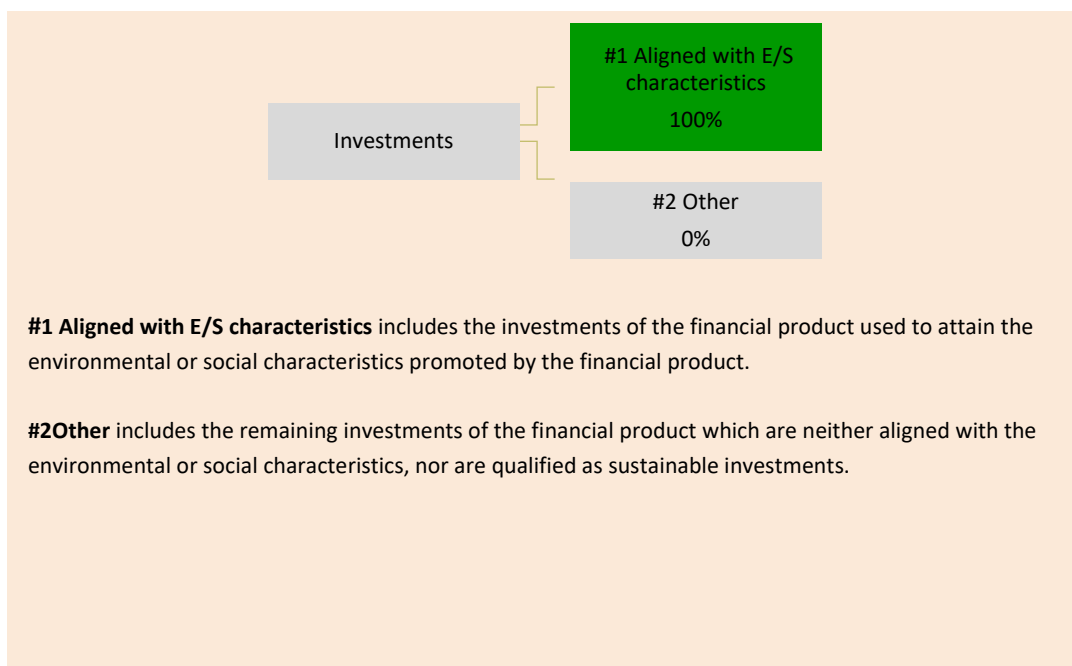 #1 Aligned with E/S
characteristics
100%
Investments
#2 Other
0%
#1 Aligned with E/S characteristics includes the investments of the financial product used to attain the
environmental or social characteristics promoted by the financial product.
#2Other includes the remaining investments of the financial product which are neither aligned with the
environmental or social characteristics, nor are qualified as sustainable investments.